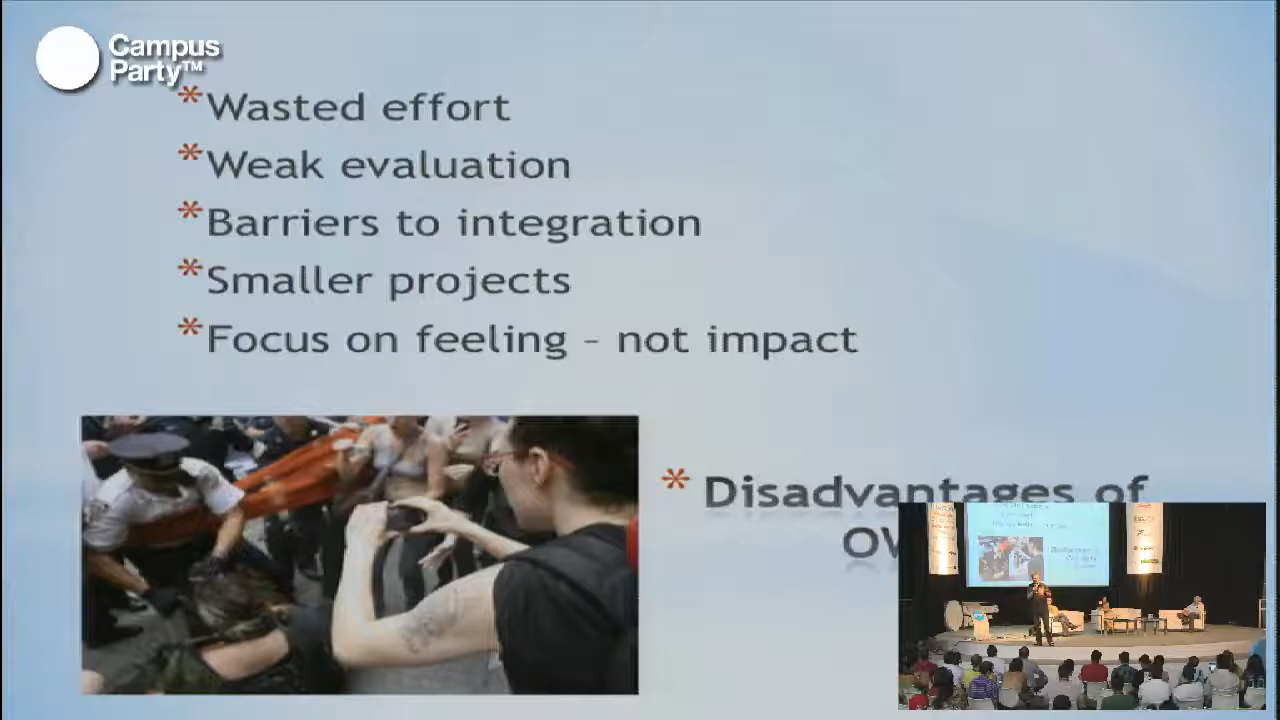 Campus
Party™
*Wasted effort
*Weak evaluation
*Barriers to integration
*Smaller projects
*Focus on feeling – not impact
*Disadvantages of